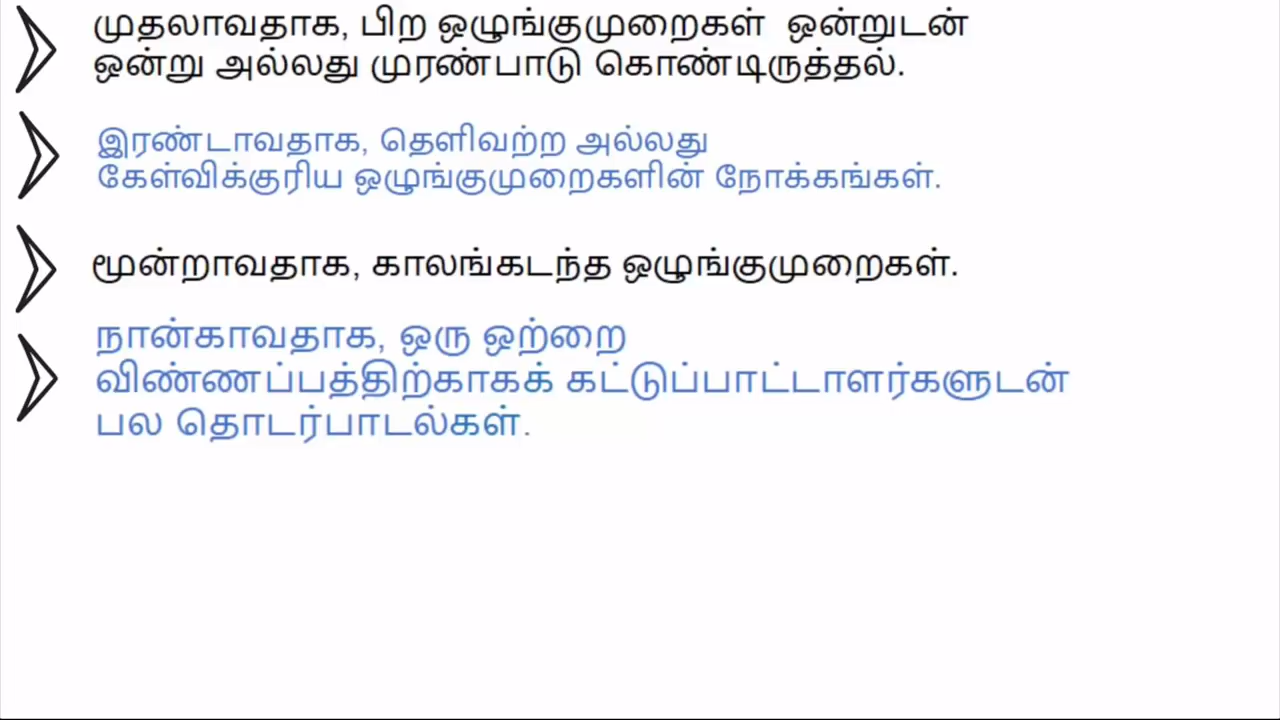 முதலாவதாக, பிற ஒழுங்குமுறைகள் ஒன்றுடன்
ஒன்று அல்லது முரண்பாடு கொண்டிருத்தல்.
இரண்டாவதாக, தெளிவற்ற அல்லது
கேள்விக்குரிய ஒழுங்குமுறைகளின் நோக்கங்கள்.
மூன்றாவதாக, காலங்கடந்த ஒழுங்குமுறைகள்.
நான்காவதாக, ஒரு ஒற்றை
விண்ணப்பத்திற்காகக் கட்டுப்பாட்டாளர்களுடன்
பல தொடர்பாடல்கள்.